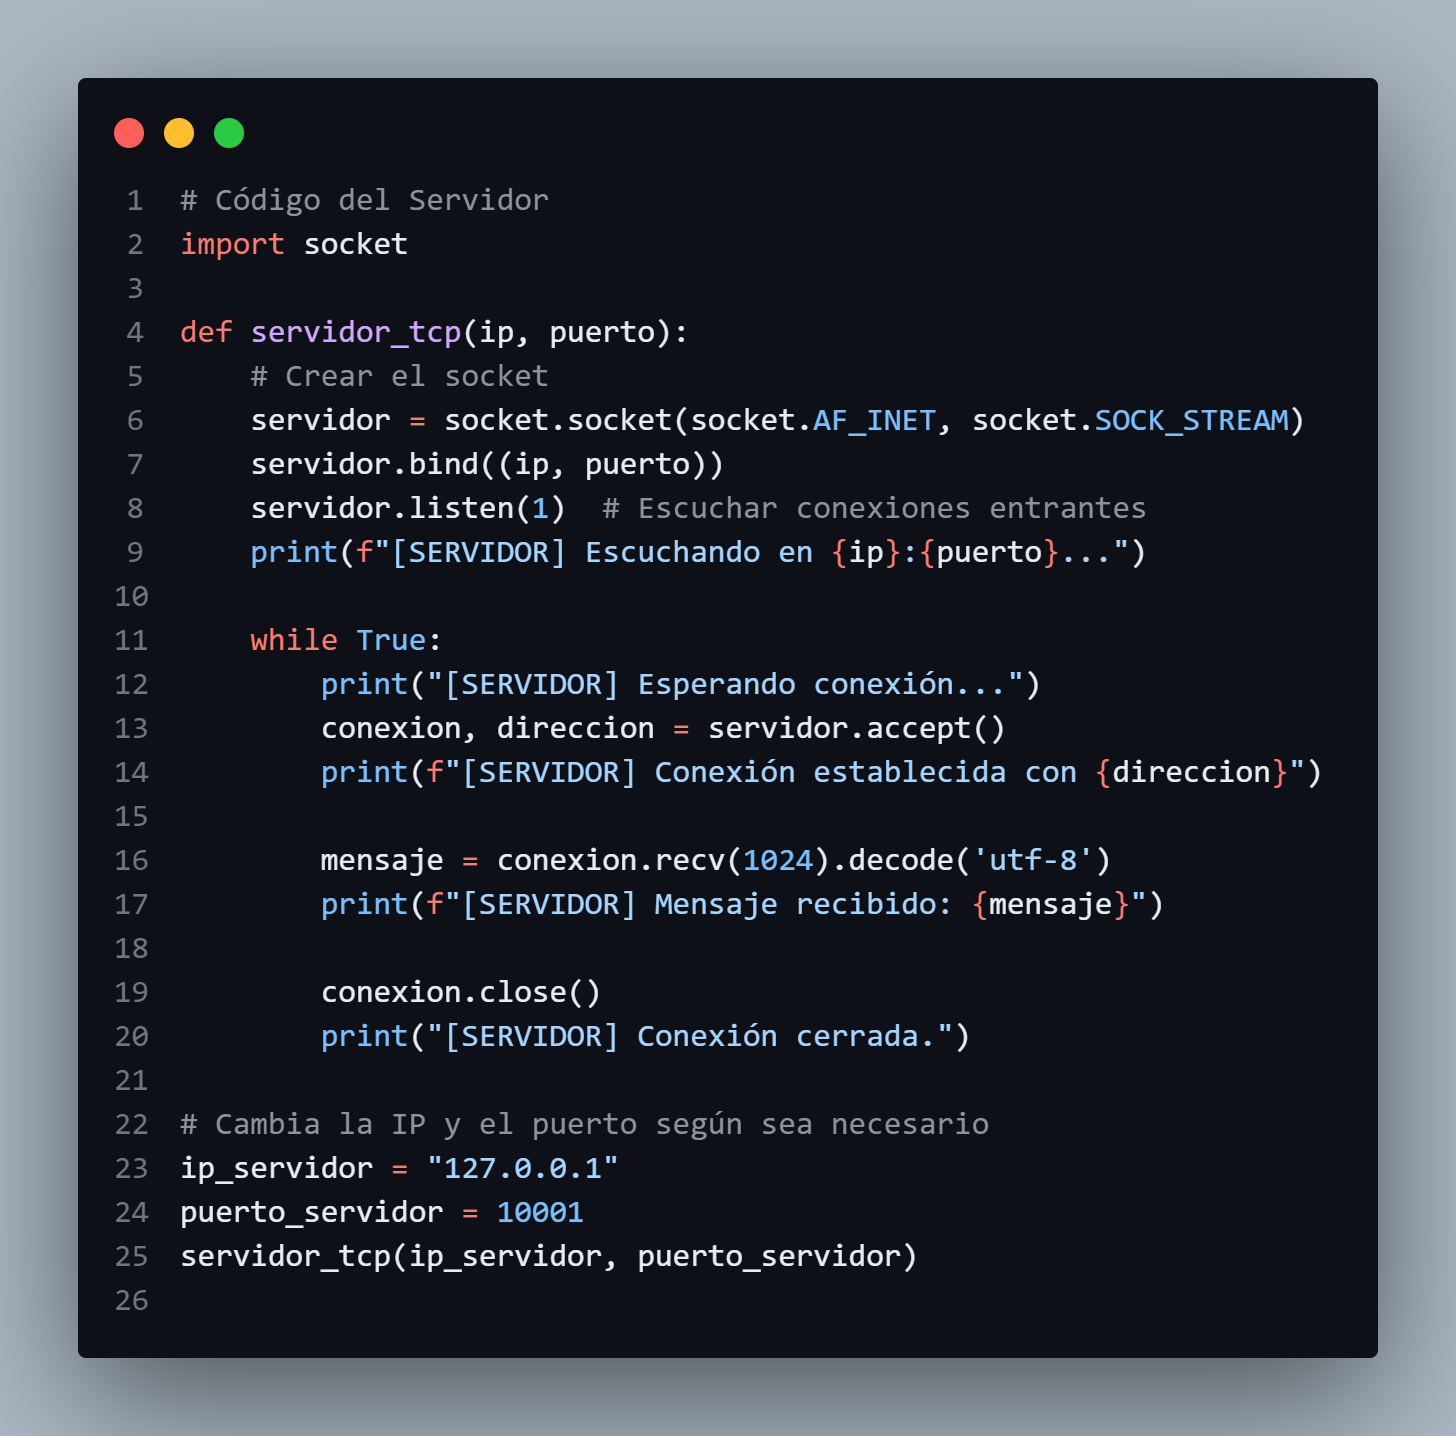 1 # Código del Servidor
2 import socket
3
4 def servidor_tcp(ip, puerto):
5     # Crear el socket
6     servidor = socket.socket(socket.AF_INET, socket.SOCK_STREAM)
7     servidor.bind((ip, puerto))
8     servidor.listen(1)  # Escuchar conexiones entrantes
9     print(f"[SERVIDOR] Escuchando en {ip}:{puerto}...")
10
11     while True:
12         print("[SERVIDOR] Esperando conexión...")
13         conexion, direccion = servidor.accept()
14         print(f"[SERVIDOR] Conexión establecida con {direccion}")
15
16         mensaje = conexion.recv(1024).decode('utf-8')
17         print(f"[SERVIDOR] Mensaje recibido: {mensaje}")
18
19         conexion.close()
20         print("[SERVIDOR] Conexión cerrada.")
21
22 # Cambia la IP y el puerto según sea necesario
23 ip_servidor = "127.0.0.1"
24 puerto_servidor = 10001
25 servidor_tcp(ip_servidor, puerto_servidor)
26